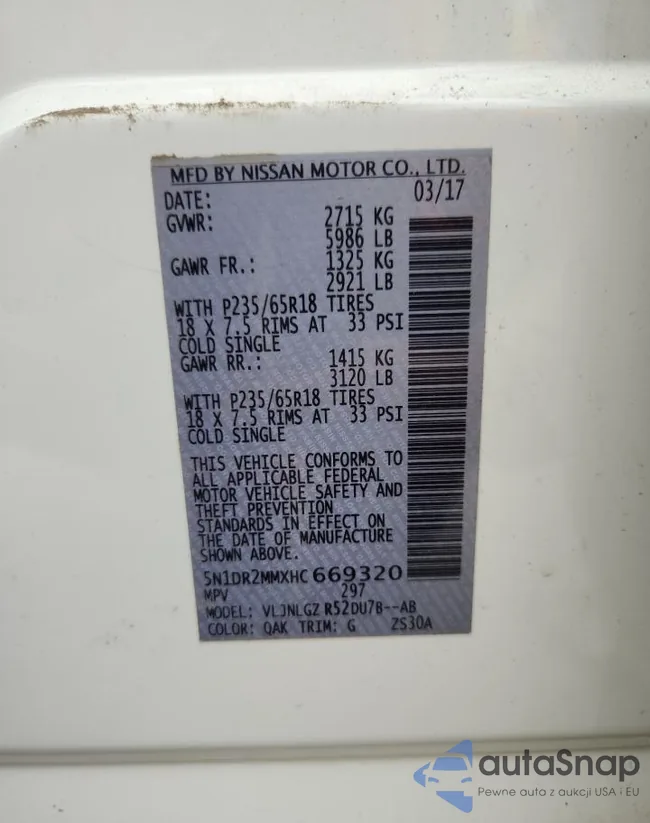 MFD BY NISSAN MOTOR CO., LTD.
DATE: 03/17
GVWR: 2715 KG
5986 LB
GAWR FR.: 1325 KG
2921 LB
WITH P235/65R18 TIRES
18 X 7.5 RIMS AT 33 PSI
COLD SINGLE
GAWR RR.: 1415 KG
3120 LB
WITH P235/65R18 TIRES
18 X 7.5 RIMS AT 33 PSI
COLD SINGLE
THIS VEHICLE CONFORMS TO
ALL APPLICABLE FEDERAL
MOTOR VEHICLE SAFETY AND
THEFT PREVENTION
STANDARDS IN EFFECT ON
THE DATE OF MANUFACTURE
SHOWN ABOVE.
5N1DR2MMXHC 669320
MPV 297
MODEL: VLJNLGZ R52DU7B--AB
COLOR: QAK TRIM: G ZS30A
autoSnap
Pewne auta z aukcji USA i EU